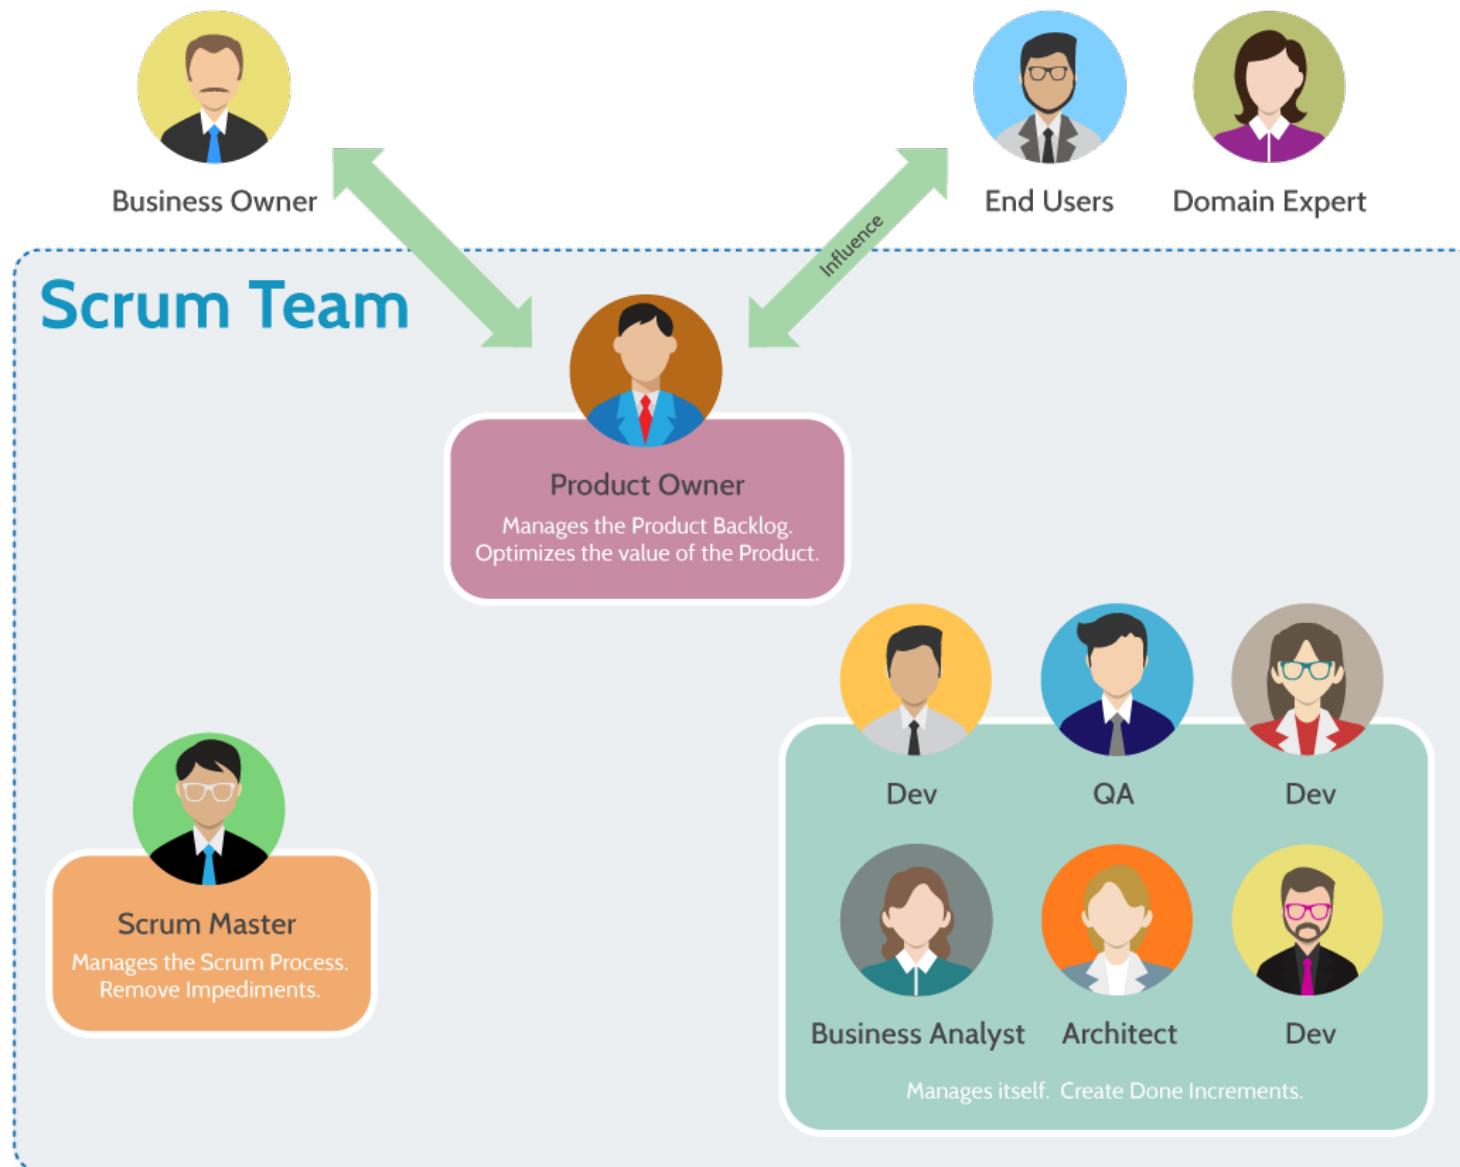 Business Owner
End Users
Domain Expert
Influence
Scrum Team
Product Owner
Manages the Product Backlog.
Optimizes the value of the Product.
Dev
QA
Dev
Scrum Master
Manages the Scrum Process.
Remove Impediments.
Business Analyst
Architect
Dev
Manages itself. Create Done Increments.